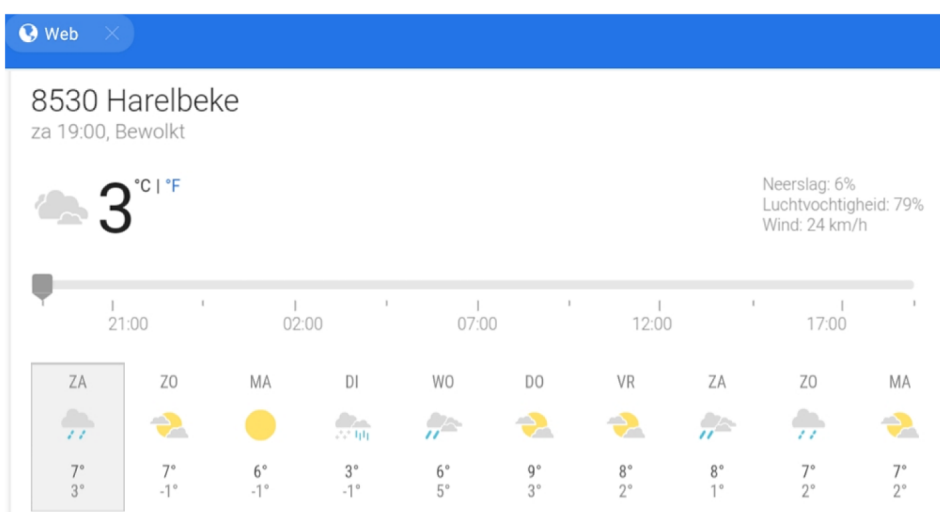 Web
8530 Harelbeke
za 19:00, Bewolkt
3 °C | °F
Neerslag: 6%
Luchtvochtigheid: 79%
Wind: 24 km/h
21:00 02:00 07:00 12:00 17:00
ZA ZO MA DI WO DO VR ZA ZO MA
7° 7° 6° 3° 6° 9° 8° 8° 7° 7°
3° -1° -1° -1° 5° 3° 2° 1° 2° 2°